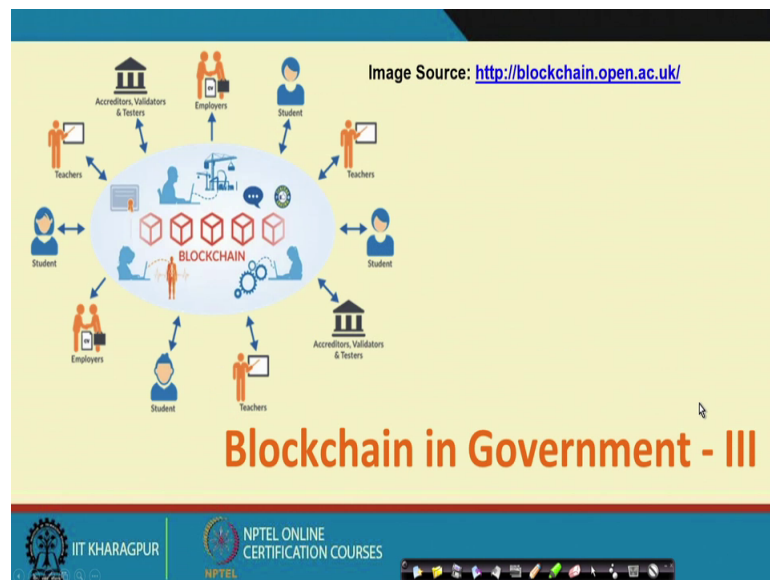 Image Source: http://blockchain.open.ac.uk/
Accreditors, Validators
& Testers
Employers
Student
Teachers
Teachers
Student
BLOCKCHAIN
Student
Employers
Accreditors, Validators
& Testers
Student
Teachers
Blockchain in Government - III
IIT KHARAGPUR
NPTEL
NPTEL ONLINE
CERTIFICATION COURSES